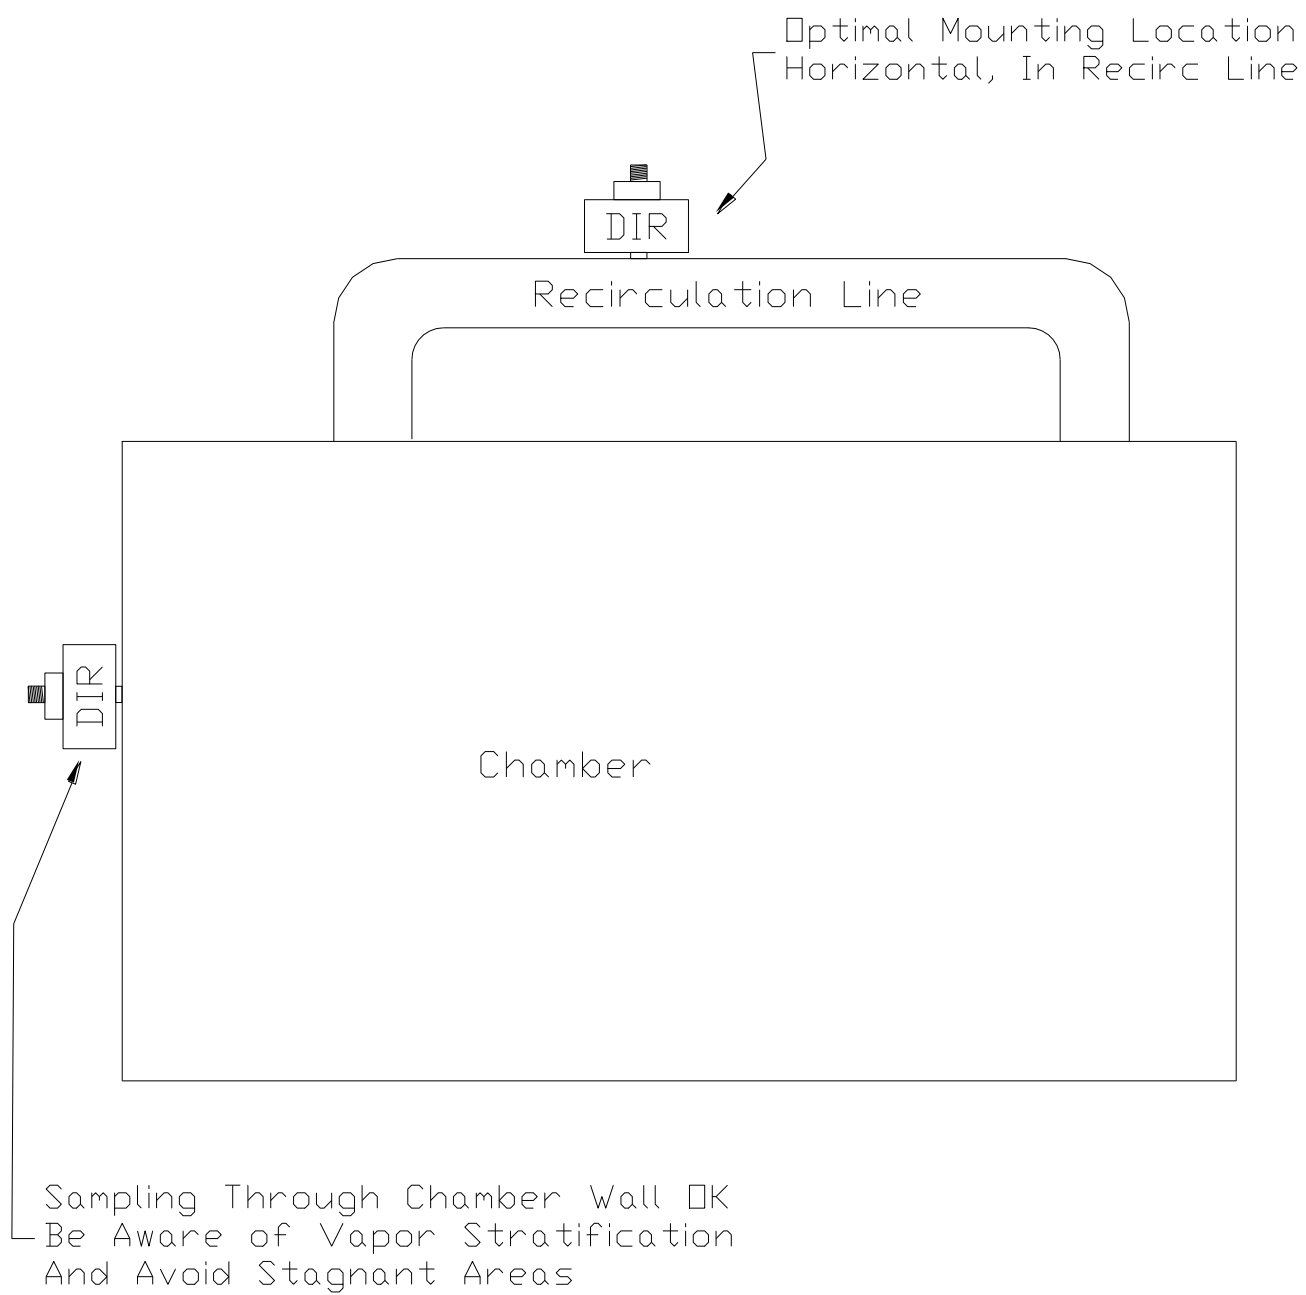 Optimal Mounting Location
Horizontal, In Recirc Line
DIR
Recirculation Line
DIR
Chamber
Sampling Through Chamber Wall OK
Be Aware of Vapor Stratification
And Avoid Stagnant Areas